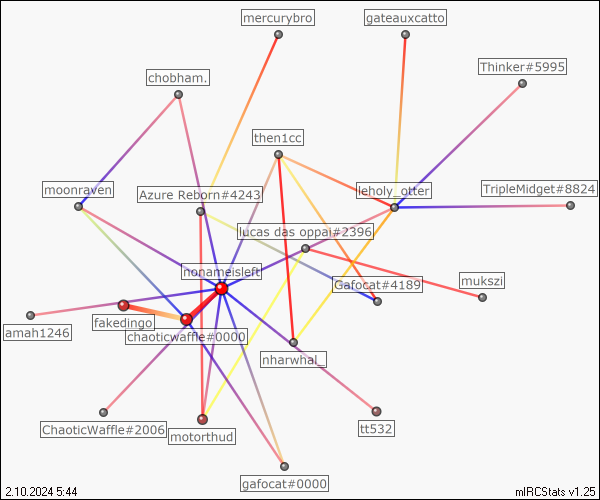 mercurybro
gateauxcatto
Thinker#5995
chobham.
then1cc
moonraven
Azure Reborn#4243
leholy_otter
TripleMidget#8824
lucas das oppai#2396
nonameisleft
Gafocat#4189
mukszi
fakedingo
amah1246
chaoticwaffle#0000
nharwhal_
ChaoticWaffle#2006
motorthud
tt532
gafocat#0000
2.10.2024 5:44
mIRCStats v1.25